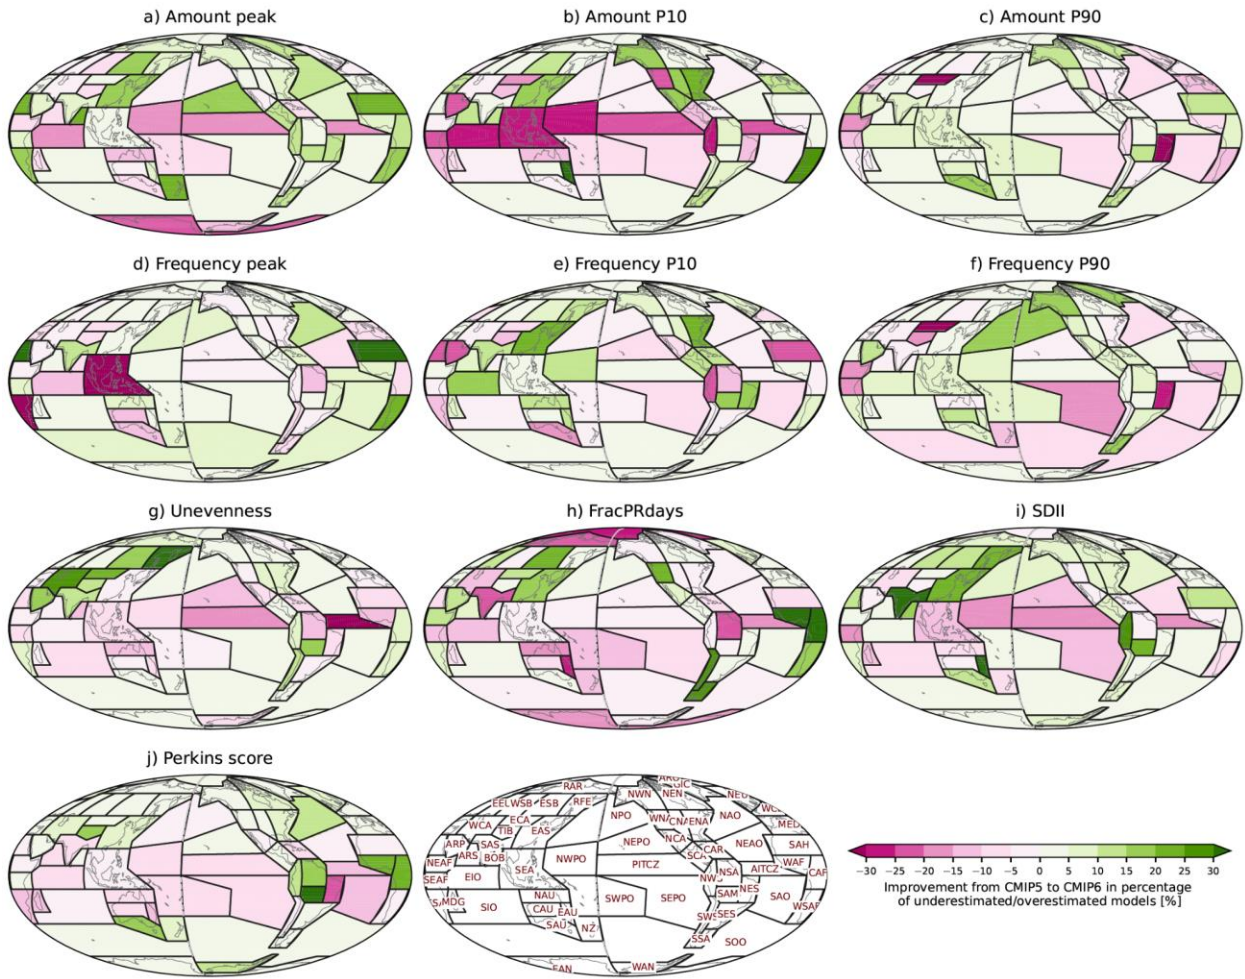 a) Amount peak
b) Amount P10
c) Amount P90
d) Frequency peak
e) Frequency P10
f) Frequency P90
g) Unevenness
h) FracPRdays
i) SDII
j) Perkins score
RAR
NWN
NEN
GIC
NEU
EEU
WSB
ESB
RFE
NPO
WNA
CNA
ENA
NAO
MED
WCA
ECA
TIB
EAS
NEPO
NCA
CAR
NEAO
SAH
ARP
SAS
ARS
BOB
NWPO
PITCZ
SCA
AITCZ
WAF
CAF
NEAF
SEAF
EIO
SEA
NWS
NSA
NES
SAM
SAO
WSAF
MDG
SIO
NAU
CAU
EAU
SAU
NZ
SWPO
SEPO
SWS
SES
SSA
SOO
EAN
WAN
−30 −25 −20 −15 −10 −5 0 5 10 15 20 25 30
Improvement from CMIP5 to CMIP6 in percentage
of underestimated/overestimated models [%]